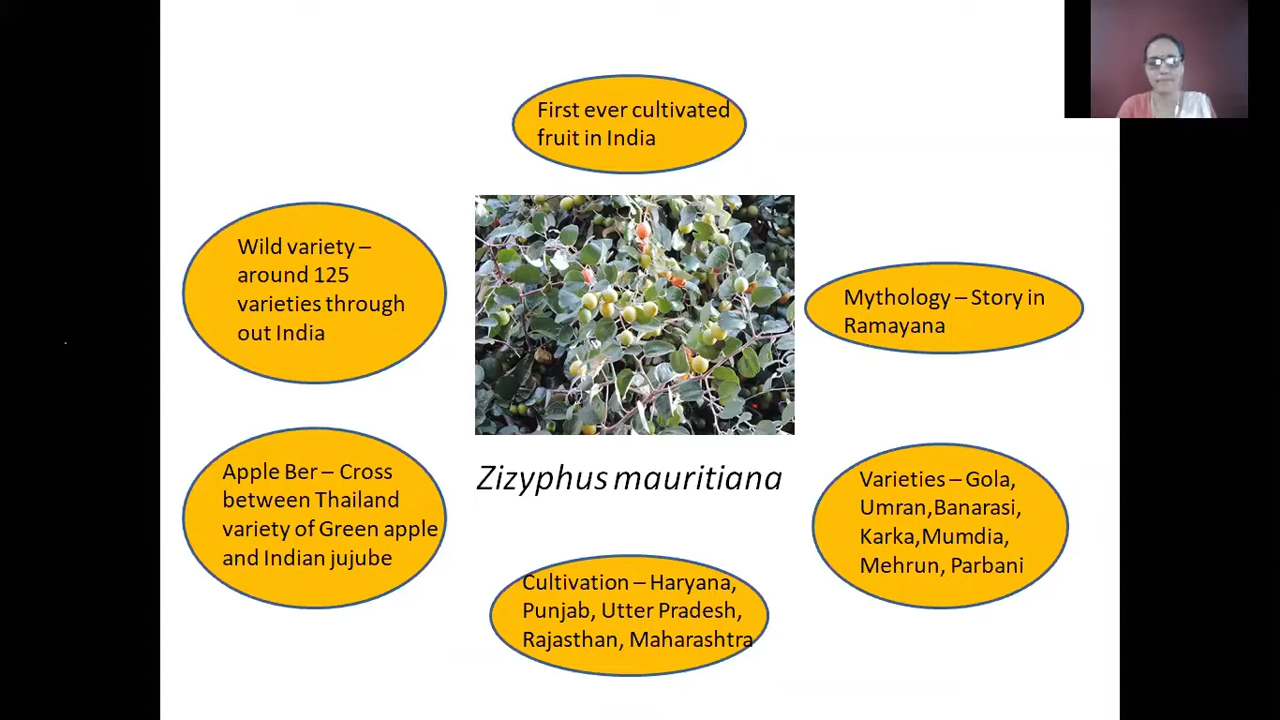 First ever cultivated
fruit in India
Wild variety –
around 125
varieties through
out India
Mythology – Story in
Ramayana
Apple Ber – Cross
between Thailand
variety of Green apple
and Indian jujube
Zizyphus mauritiana
Varieties – Gola,
Umran,Banarasi,
Karka,Mumdia,
Mehrun, Parbani
Cultivation – Haryana,
Punjab, Utter Pradesh,
Rajasthan, Maharashtra